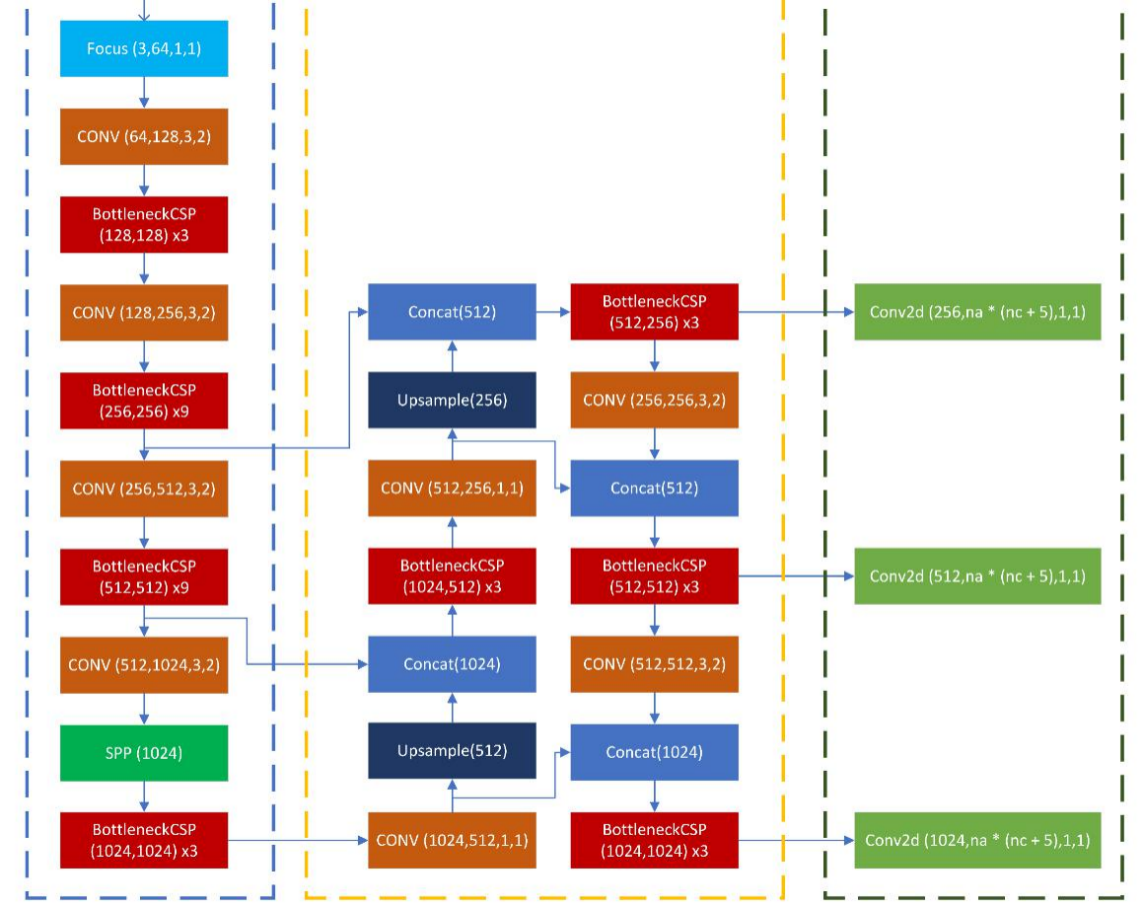 Focus (3,64,1,1)
CONV (64,128,3,2)
BottleneckCSP
(128,128) x3
CONV (128,256,3,2)
BottleneckCSP
(256,256) x9
CONV (256,512,3,2)
BottleneckCSP
(512,512) x9
CONV (512,1024,3,2)
SPP (1024)
BottleneckCSP
(1024,1024) x3
Concat(512)
Upsample(256)
CONV (512,256,1,1)
BottleneckCSP
(1024,512) x3
Concat(1024)
Upsample(512)
CONV (1024,512,1,1)
BottleneckCSP
(512,256) x3
CONV (256,256,3,2)
Concat(512)
BottleneckCSP
(512,512) x3
CONV (512,512,3,2)
Concat(1024)
BottleneckCSP
(1024,1024) x3
Conv2d (256,na * (nc + 5),1,1)
Conv2d (512,na * (nc + 5),1,1)
Conv2d (1024,na * (nc + 5),1,1)